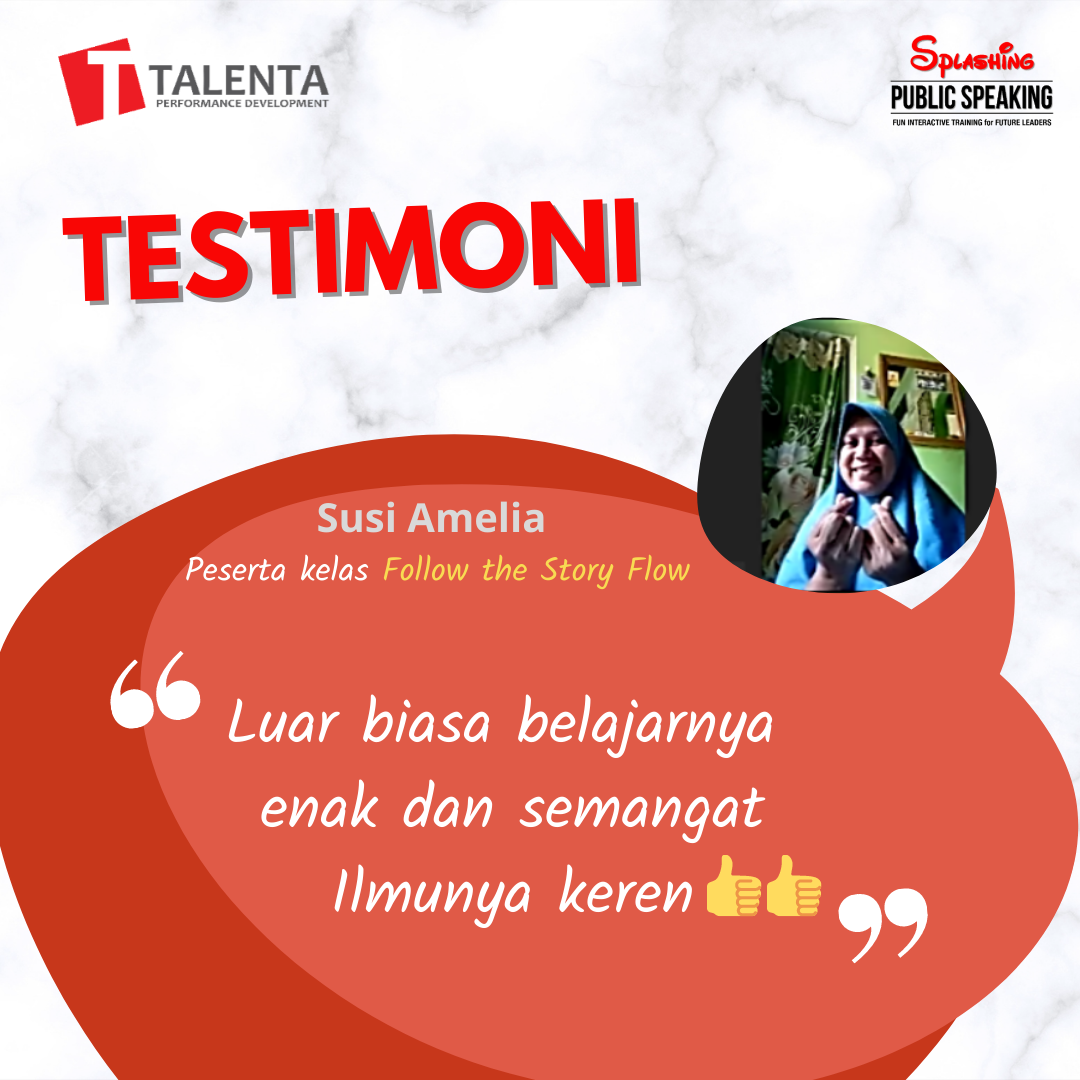 TALENTA
PERFORMANCE DEVELOPMENT
SPLASHING
PUBLIC SPEAKING
FUN INTERACTIVE TRAINING for FUTURE LEADERS
TESTIMONI
Susi Amelia
Peserta kelas Follow the Story Flow
“ Luar biasa belajarnya
enak dan semangat
Ilmunya keren👍👍 ”